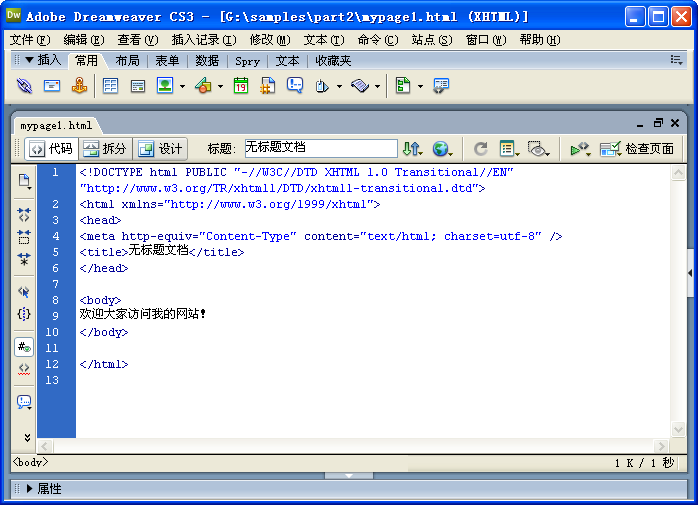 Dw Adobe Dreamweaver CS3 - [G:\samples\part2\mypage1.html (XHTML)]
文件(F) 编辑(E) 查看(V) 插入记录(I) 修改(M) 文本(T) 命令(C) 站点(S) 窗口(W) 帮助(H)
插入 常用 布局 表单 数据 Spry 文本 收藏夹
19
mypage1.html
代码 拆分 设计 标题: 无标题文档 检查页面
1 <!DOCTYPE html PUBLIC "-//W3C//DTD XHTML 1.0 Transitional//EN"
"http://www.w3.org/TR/xhtml1/DTD/xhtml1-transitional.dtd">
2 <html xmlns="http://www.w3.org/1999/xhtml">
3 <head>
4 <meta http-equiv="Content-Type" content="text/html; charset=utf-8" />
5 <title>无标题文档</title>
6 </head>
7
8 <body>
9 欢迎大家访问我的网站!
10 </body>
11
12 </html>
13
<body> 1 K / 1 秒
属性